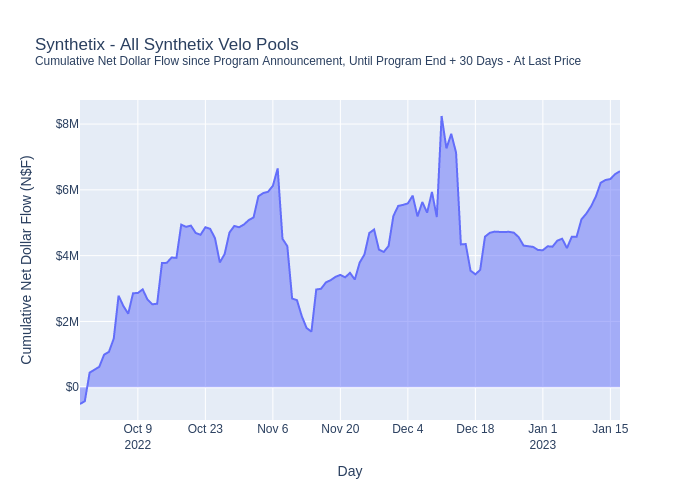 Synthetix - All Synthetix Velo Pools
Cumulative Net Dollar Flow since Program Announcement, Until Program End + 30 Days - At Last Price
Cumulative Net Dollar Flow (N$F)
$8M
$6M
$4M
$2M
$0
Oct 9 Oct 23 Nov 6 Nov 20 Dec 4 Dec 18 Jan 1 Jan 15
2022 2023
Day